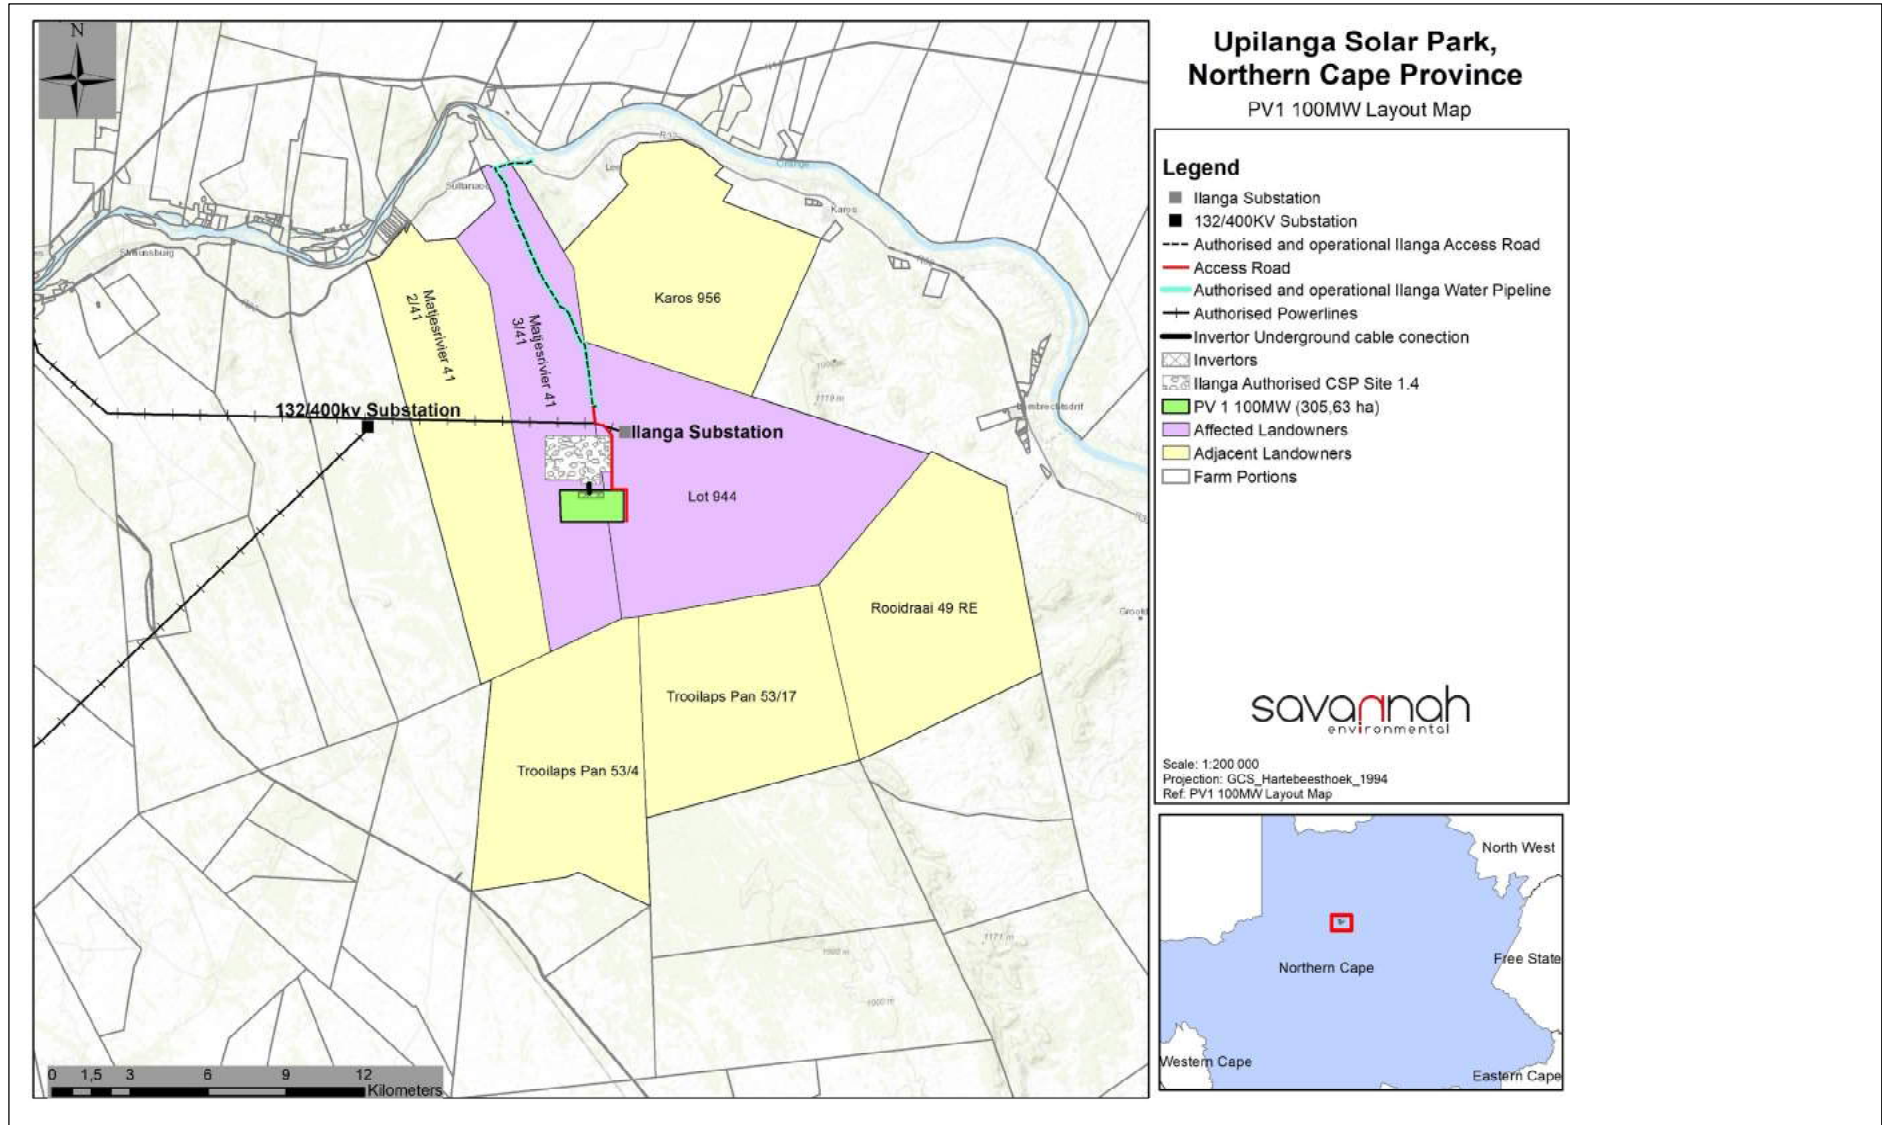 Upilanga Solar Park,
Northern Cape Province
PV1 100MW Layout Map
Legend
Ilanga Substation
132/400KV Substation
Authorised and operational Ilanga Access Road
Access Road
Authorised and operational Ilanga Water Pipeline
Authorised Powerlines
Invertor Underground cable conection
Invertors
Ilanga Authorised CSP Site 1.4
PV 1 100MW (305,63 ha)
Affected Landowners
Adjacent Landowners
Farm Portions
savannah
environmental
Scale: 1:200 000
Projection: GCS_Hartebeesthoek_1994
Ref: PV1 100MW Layout Map
N
Orange
Karos
Karos 956
Matjesrivier 41
2/41
Matjesrivier 41
3/41
1119 m
132/400kv Substation
Ilanga Substation
Lot 944
Rooidraai 49 RE
Trooilaps Pan 53/17
Trooilaps Pan 53/4
1171 m
0 1,5 3 6 9 12
Kilometers
North West
Free State
Northern Cape
Western Cape
Eastern Cape